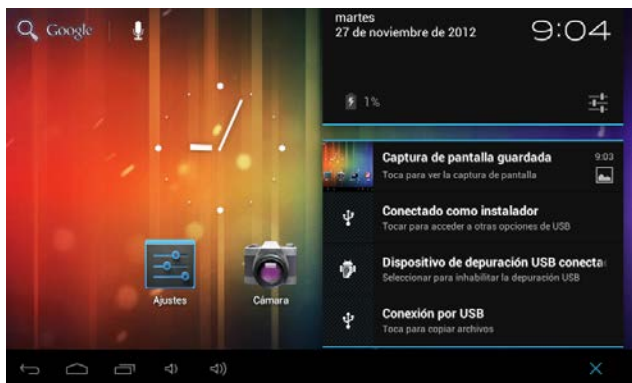 Google
martes
27 de noviembre de 2012
9:04
1%
Captura de pantalla guardada
9:03
Toca para ver la captura de pantalla
Conectado como instalador
Tocar para acceder a otras opciones de USB
Dispositivo de depuración USB conecta
Seleccionar para inhabilitar la depuración USB
Conexión por USB
Toca para copiar archivos
Ajustes
Cámara